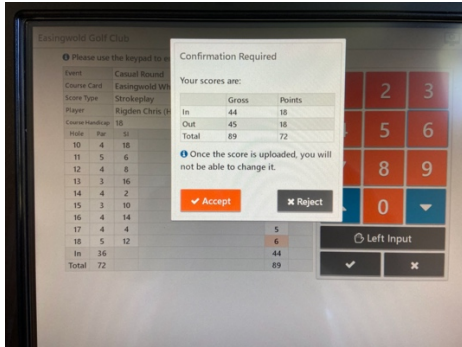 Easingwold Golf Club
Please use the keypad to
Event Casual Round
Course Card Easingwold
Score Type Strokeplay
Player Rigden Chris
Course Handicap 18
Hole Par SI
10 4 18
11 5 6
12 4 8
13 3 16
14 4 2
15 3 10
16 4 14
17 4 4 5
18 5 12 6
In 36 44
Total 72 89
Confirmation Required
Your scores are:
Gross Points
In 44 18
Out 45 18
Total 89 72
Once the score is uploaded, you will
not be able to change it.
Accept Reject
2 3
5 6
8 9
0
Left Input